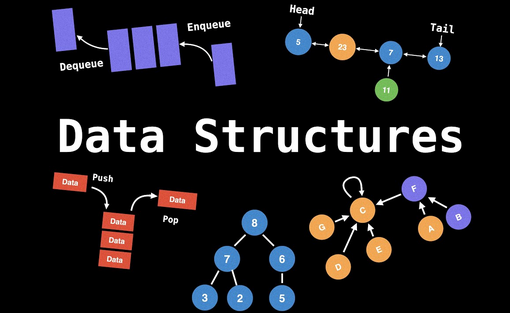 Enqueue
Dequeue
Head
Tail
5
23
7
13
11
Data Structures
Data
Push
Data
Pop
Data
Data
Data
8
7
6
3
2
5
C
F
G
A
B
D
E